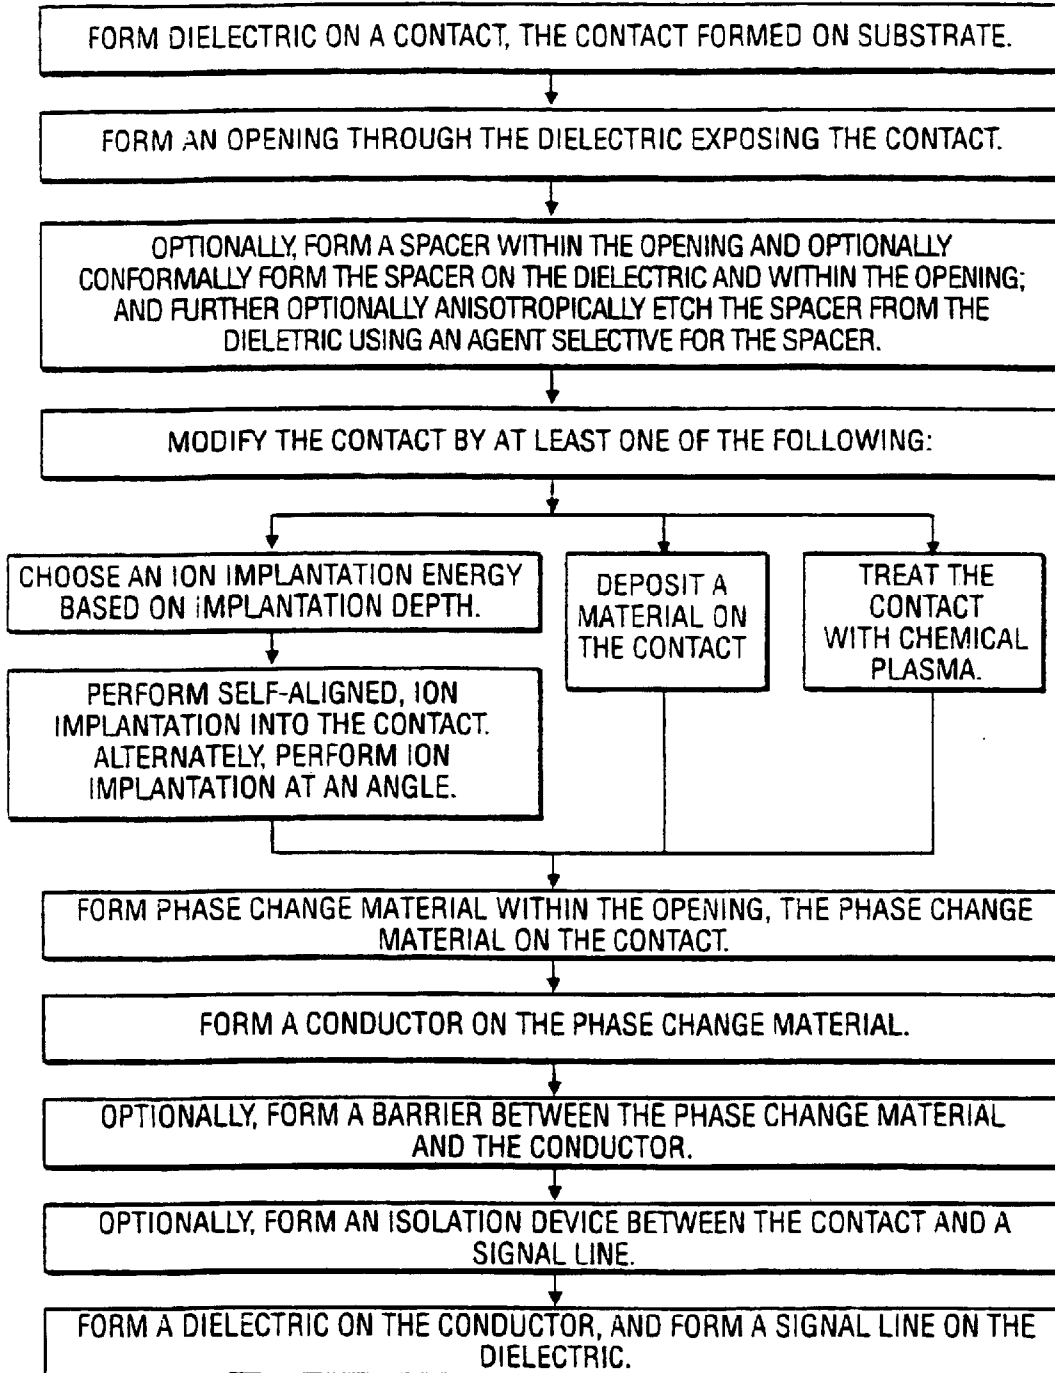 FORM DIELECTRIC ON A CONTACT, THE CONTACT FORMED ON SUBSTRATE.
FORM AN OPENING THROUGH THE DIELECTRIC EXPOSING THE CONTACT.
OPTIONALLY, FORM A SPACER WITHIN THE OPENING AND OPTIONALLY
CONFORMALLY FORM THE SPACER ON THE DIELECTRIC AND WITHIN THE OPENING;
AND FURTHER OPTIONALLY ANISOTROPICALLY ETCH THE SPACER FROM THE
DIELETRIC USING AN AGENT SELECTIVE FOR THE SPACER.
MODIFY THE CONTACT BY AT LEAST ONE OF THE FOLLOWING:
CHOOSE AN ION IMPLANTATION ENERGY
BASED ON IMPLANTATION DEPTH.
PERFORM SELF-ALIGNED, ION
IMPLANTATION INTO THE CONTACT.
ALTERNATELY, PERFORM ION
IMPLANTATION AT AN ANGLE.
DEPOSIT A
MATERIAL ON
THE CONTACT
TREAT THE
CONTACT
WITH CHEMICAL
PLASMA.
FORM PHASE CHANGE MATERIAL WITHIN THE OPENING, THE PHASE CHANGE
MATERIAL ON THE CONTACT.
FORM A CONDUCTOR ON THE PHASE CHANGE MATERIAL.
OPTIONALLY, FORM A BARRIER BETWEEN THE PHASE CHANGE MATERIAL
AND THE CONDUCTOR.
OPTIONALLY, FORM AN ISOLATION DEVICE BETWEEN THE CONTACT AND A
SIGNAL LINE.
FORM A DIELECTRIC ON THE CONDUCTOR, AND FORM A SIGNAL LINE ON THE
DIELECTRIC.